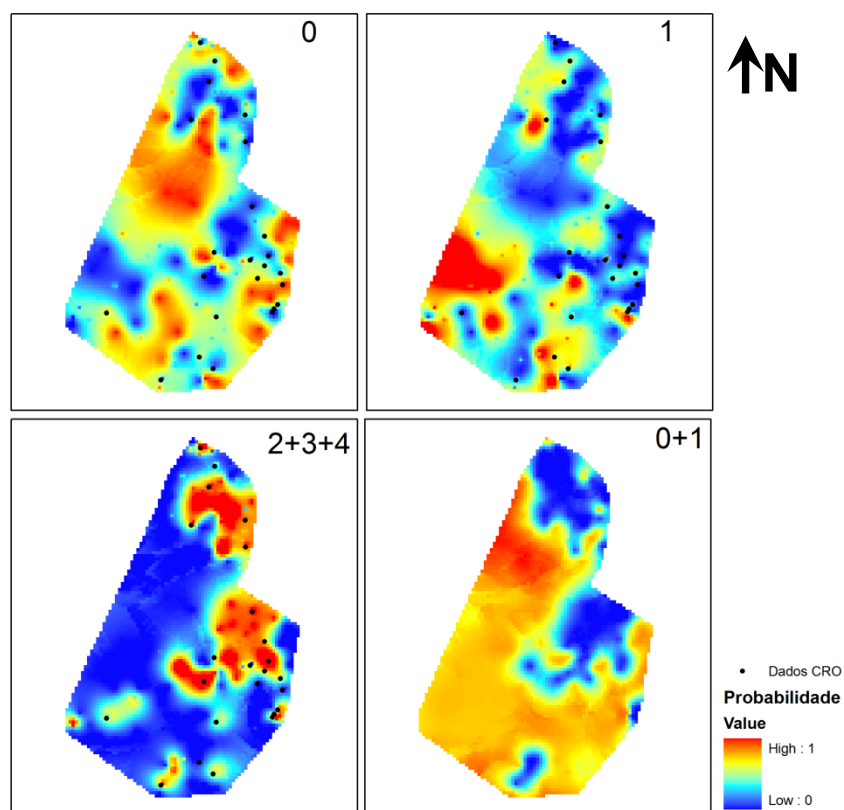 0
1
N
2+3+4
0+1
Dados CRO
Probabilidade
Value
High : 1
Low : 0